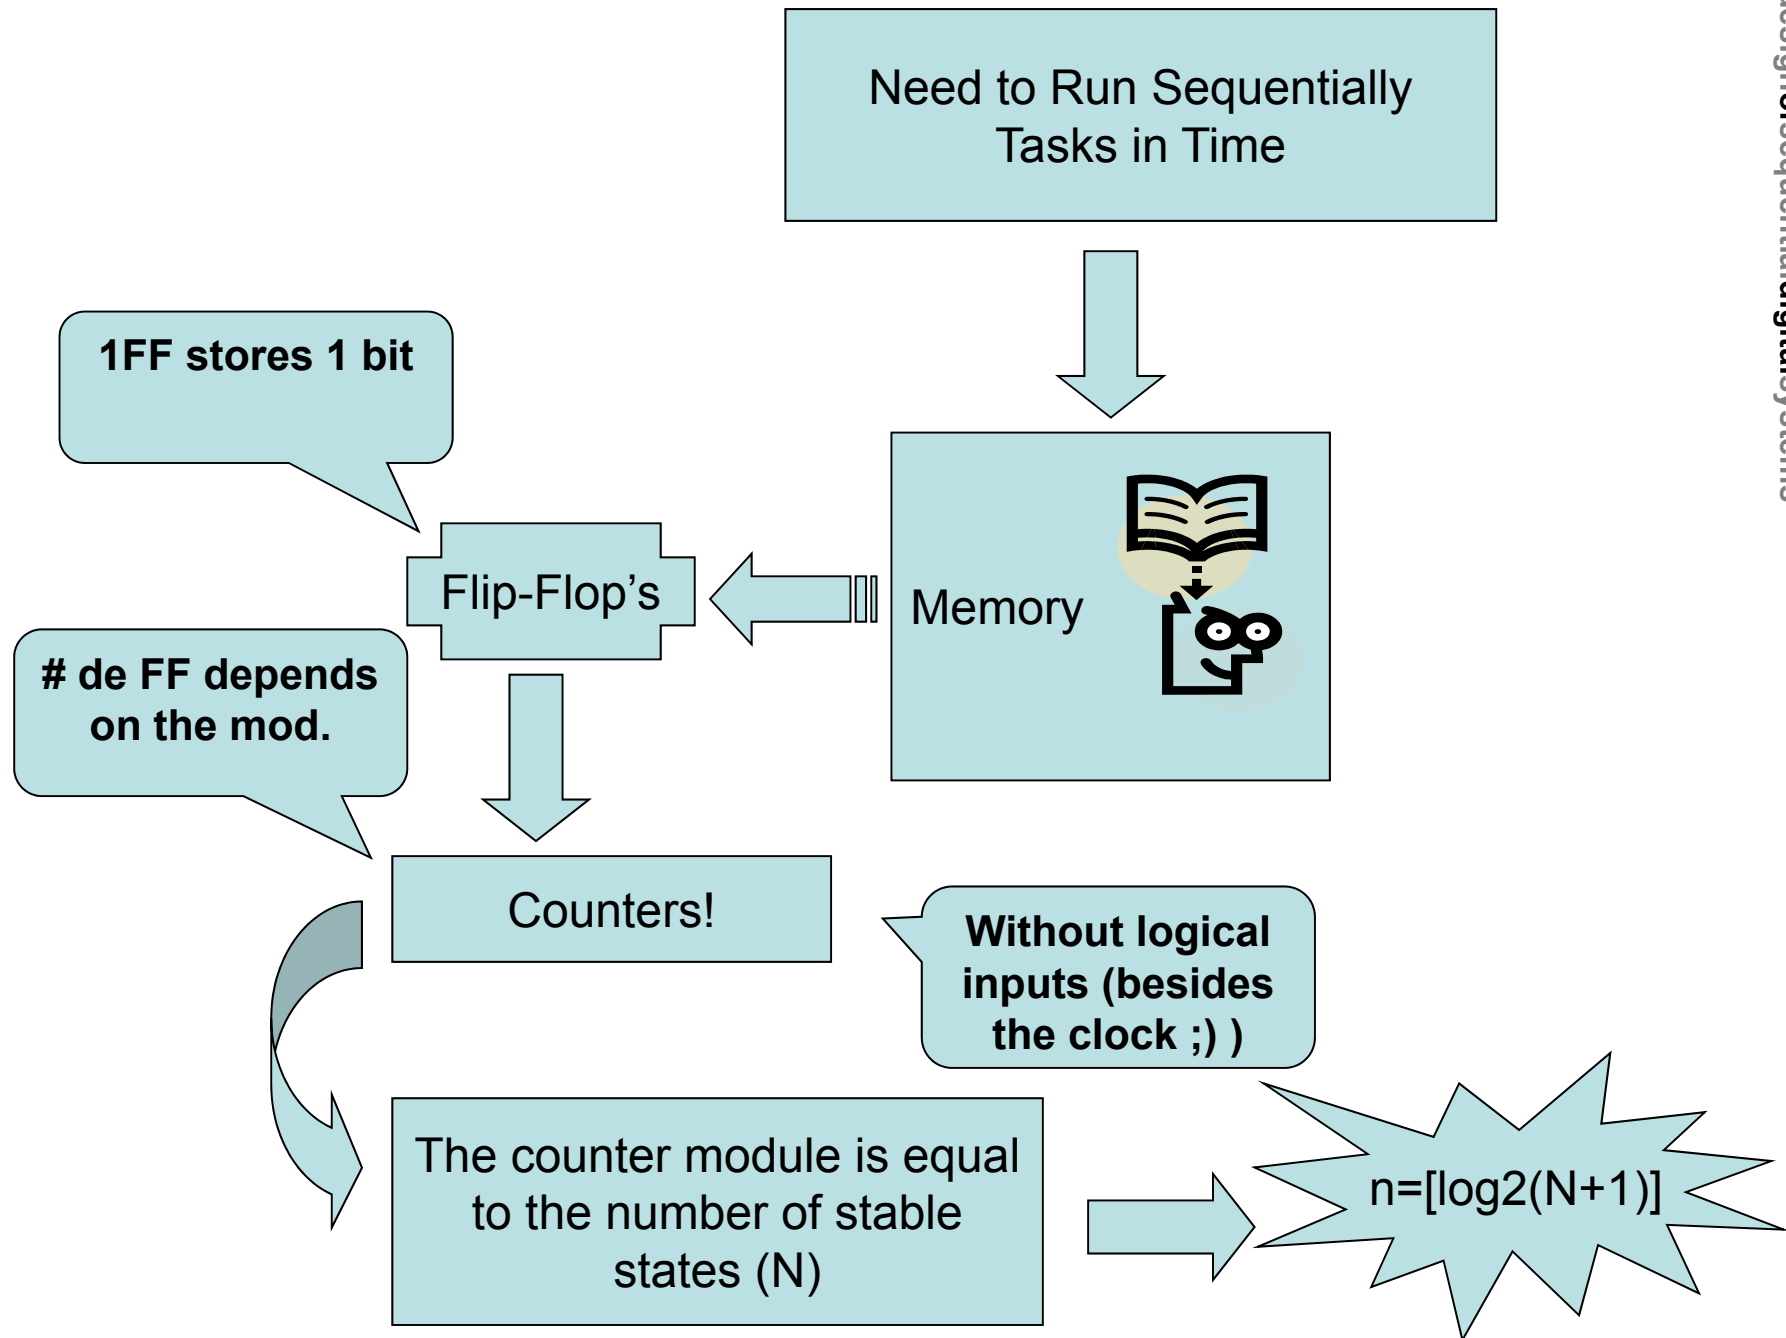 Need to Run Sequentially
Tasks in Time
1FF stores 1 bit
Flip-Flop’s
Memory
# de FF depends
on the mod.
Counters!
Without logical
inputs (besides
the clock ;) )
The counter module is equal
to the number of stable
states (N)
n=[log2(N+1)]